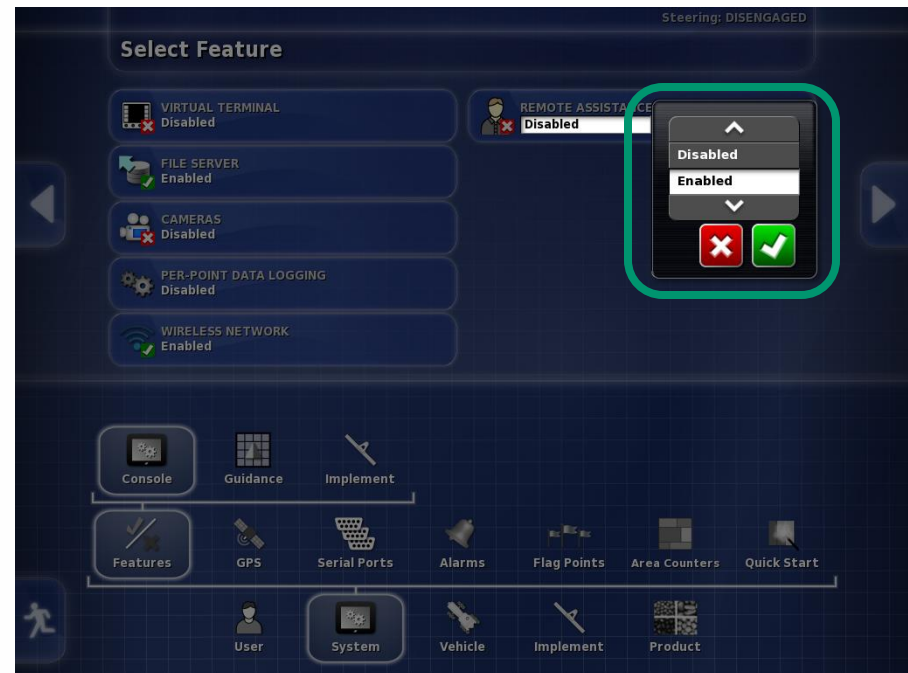 Steering: DISENGAGED
Select Feature
VIRTUAL TERMINAL
Disabled
FILE SERVER
Enabled
CAMERAS
Disabled
PER-POINT DATA LOGGING
Disabled
WIRELESS NETWORK
Enabled
REMOTE ASSISTANCE
Disabled
Disabled
Enabled
Console
Guidance
Implement
Features
GPS
Serial Ports
Alarms
Flag Points
Area Counters
Quick Start
User
System
Vehicle
Implement
Product